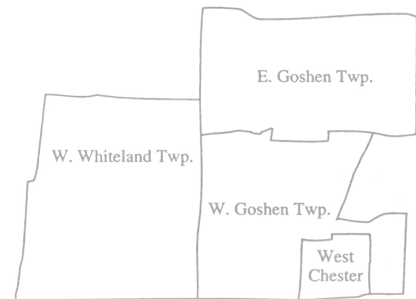 E. Goshen Twp.
W. Whiteland Twp.
W. Goshen Twp.
West
Chester